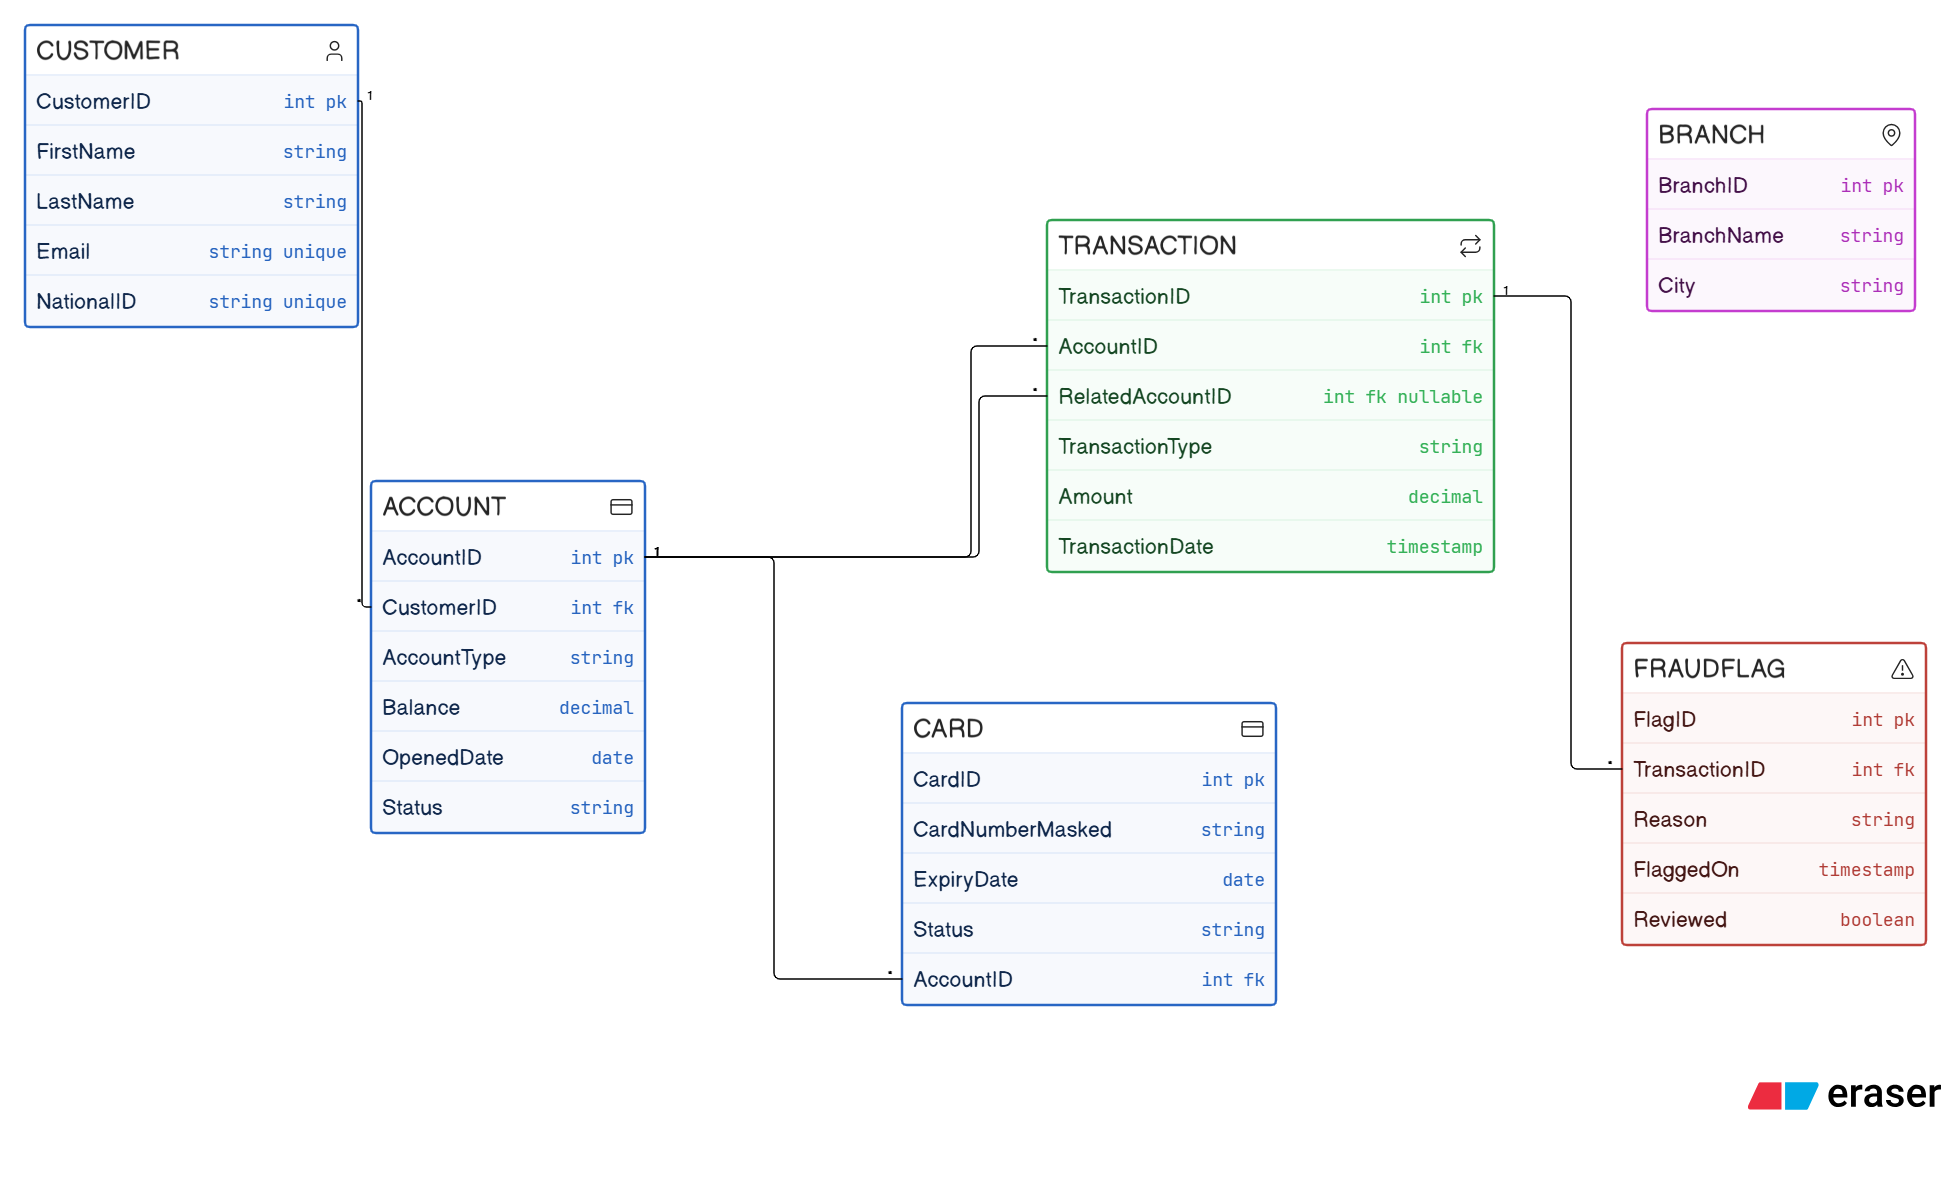 CUSTOMER
CustomerID int pk
FirstName string
LastName string
Email string unique
NationalID string unique
1
ACCOUNT
AccountID int pk
CustomerID int fk
AccountType string
Balance decimal
OpenedDate date
Status string
1
TRANSACTION
TransactionID int pk
AccountID int fk
RelatedAccountID int fk nullable
TransactionType string
Amount decimal
TransactionDate timestamp
1
CARD
CardID int pk
CardNumberMasked string
ExpiryDate date
Status string
AccountID int fk
BRANCH
BranchID int pk
BranchName string
City string
FRAUDFLAG
FlagID int pk
TransactionID int fk
Reason string
FlaggedOn timestamp
Reviewed boolean
eraser